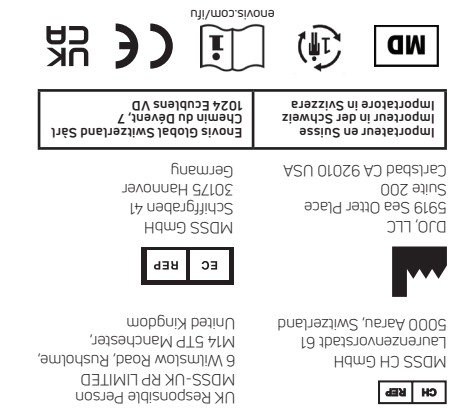 CH REP
MDSS CH GmbH
Laurenzenvorstadt 61
5000 Aarau, Switzerland
UK Responsible Person
MDSS-UK RP LIMITED
6 Wilmslow Road, Rusholme,
M14 5TP Manchester,
United Kingdom
DJO, LLC
5919 Sea Otter Place
Suite 200
Carlsbad CA 92010 USA
EC REP
MDSS GmbH
Schiffgraben 41
30175 Hannover
Germany
Importateur en Suisse
Importeur in der Schweiz
Importatore in Svizzera
Enovis Global Switzerland Sàrl
Chemin du Dévent, 7
1024 Ecublens VD
MD
1
i
enovis.com/ifu
CE
UK
CA